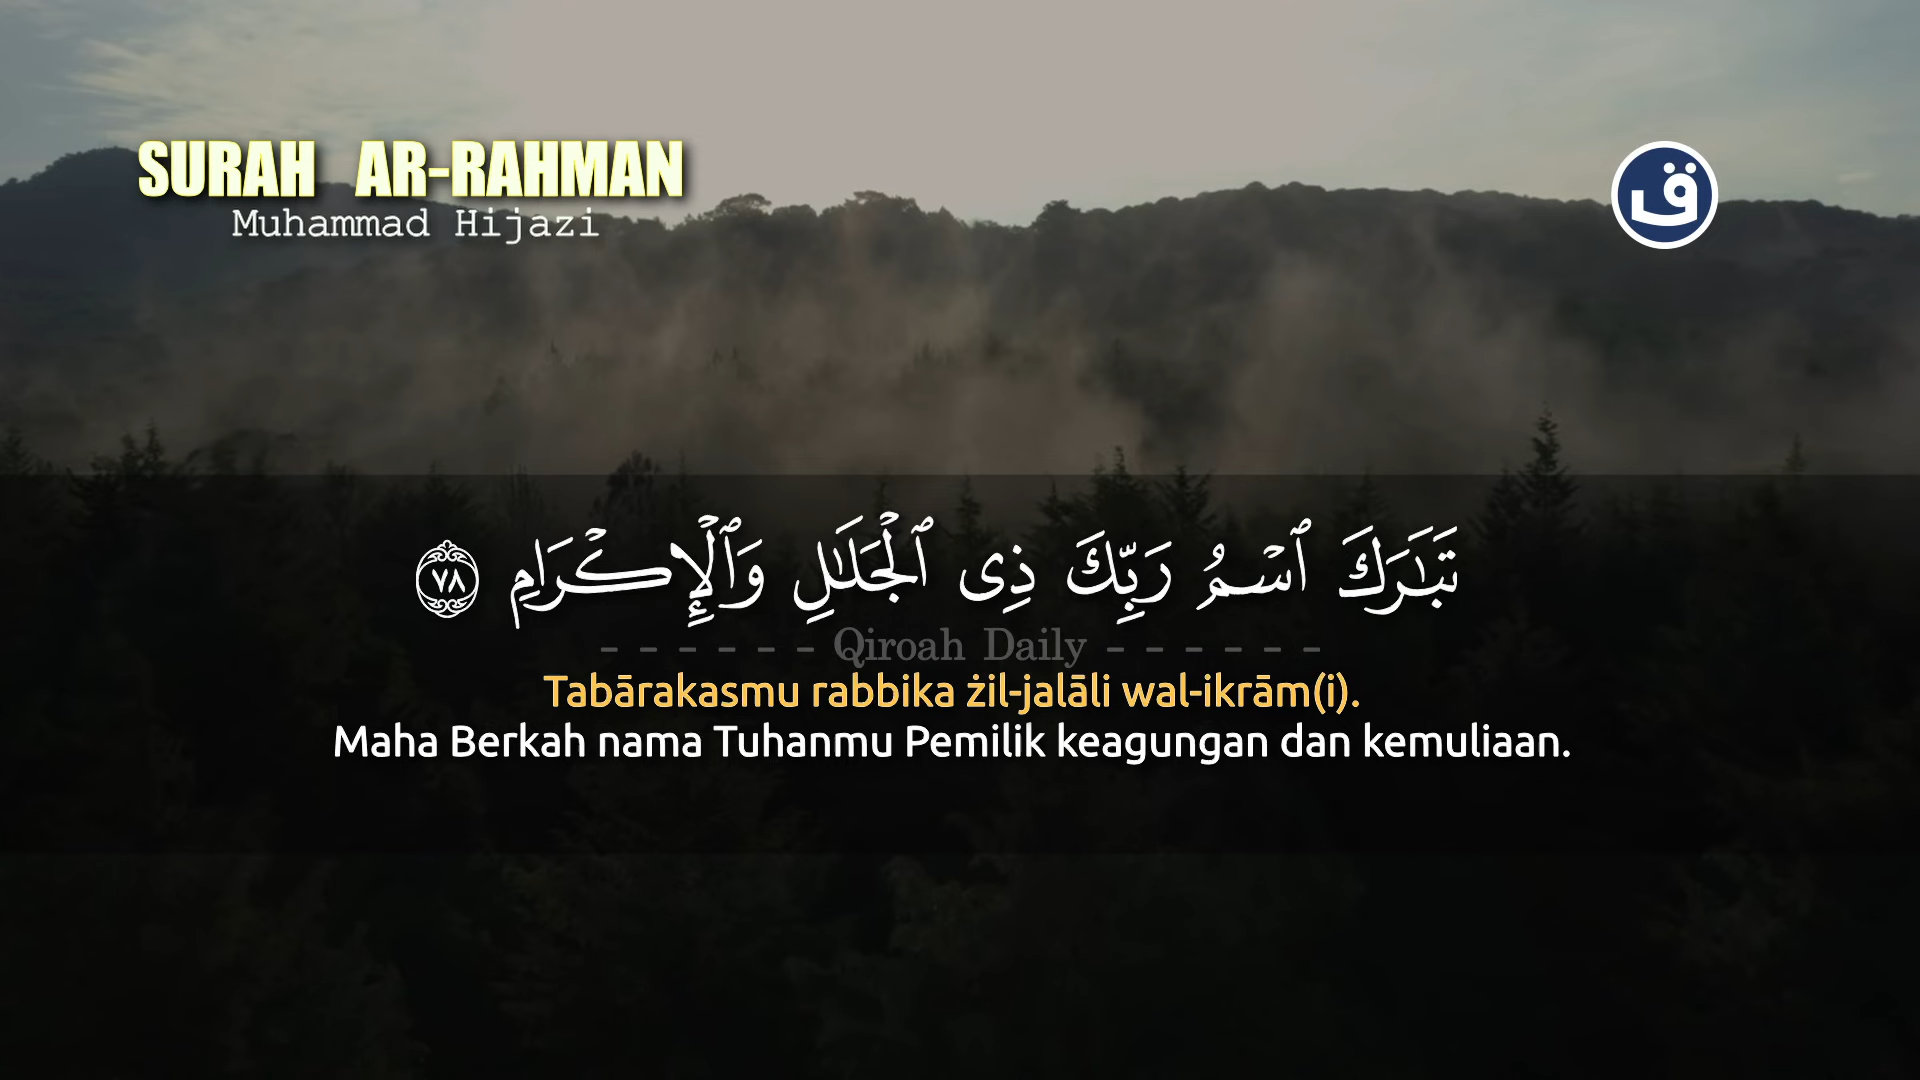 SURAH AR-RAHMAN
Muhammad Hijazi
ق
تَبَٰرَكَ ٱسْمُ رَبِّكَ ذِى ٱلْجَلَٰلِ وَٱلْإِكْرَامِ ٧٨
- - - - - - Qiroah Daily - - - - - -
Tabārakasmu rabbika żil-jalāli wal-ikrām(i).
Maha Berkah nama Tuhanmu Pemilik keagungan dan kemuliaan.